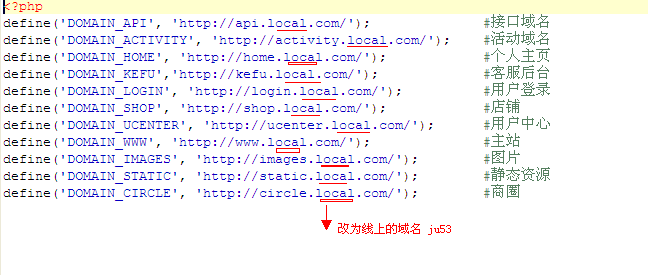 <?php
define('DOMAIN_API', 'http://api.local.com/'); #接口域名
define('DOMAIN_ACTIVITY', 'http://activity.local.com/'); #活动域名
define('DOMAIN_HOME', 'http://home.local.com/'); #个人主页
define('DOMAIN_KEFU', 'http://kefu.local.com/'); #客服后台
define('DOMAIN_LOGIN', 'http://login.local.com/'); #用户登录
define('DOMAIN_SHOP', 'http://shop.local.com/'); #店铺
define('DOMAIN_UCENTER', 'http://ucenter.local.com/'); #用户中心
define('DOMAIN_WWW', 'http://www.local.com/'); #主站
define('DOMAIN_IMAGES', 'http://images.local.com/'); #图片
define('DOMAIN_STATIC', 'http://static.local.com/'); #静态资源
define('DOMAIN_CIRCLE', 'http://circle.local.com/'); #商圈
改为线上的域名 ju53